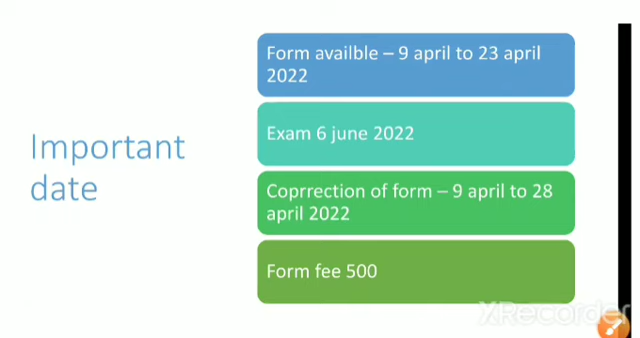 Important
date
Form availble – 9 april to 23 april
2022
Exam 6 june 2022
Coprrection of form – 9 april to 28
april 2022
Form fee 500
XRecorder